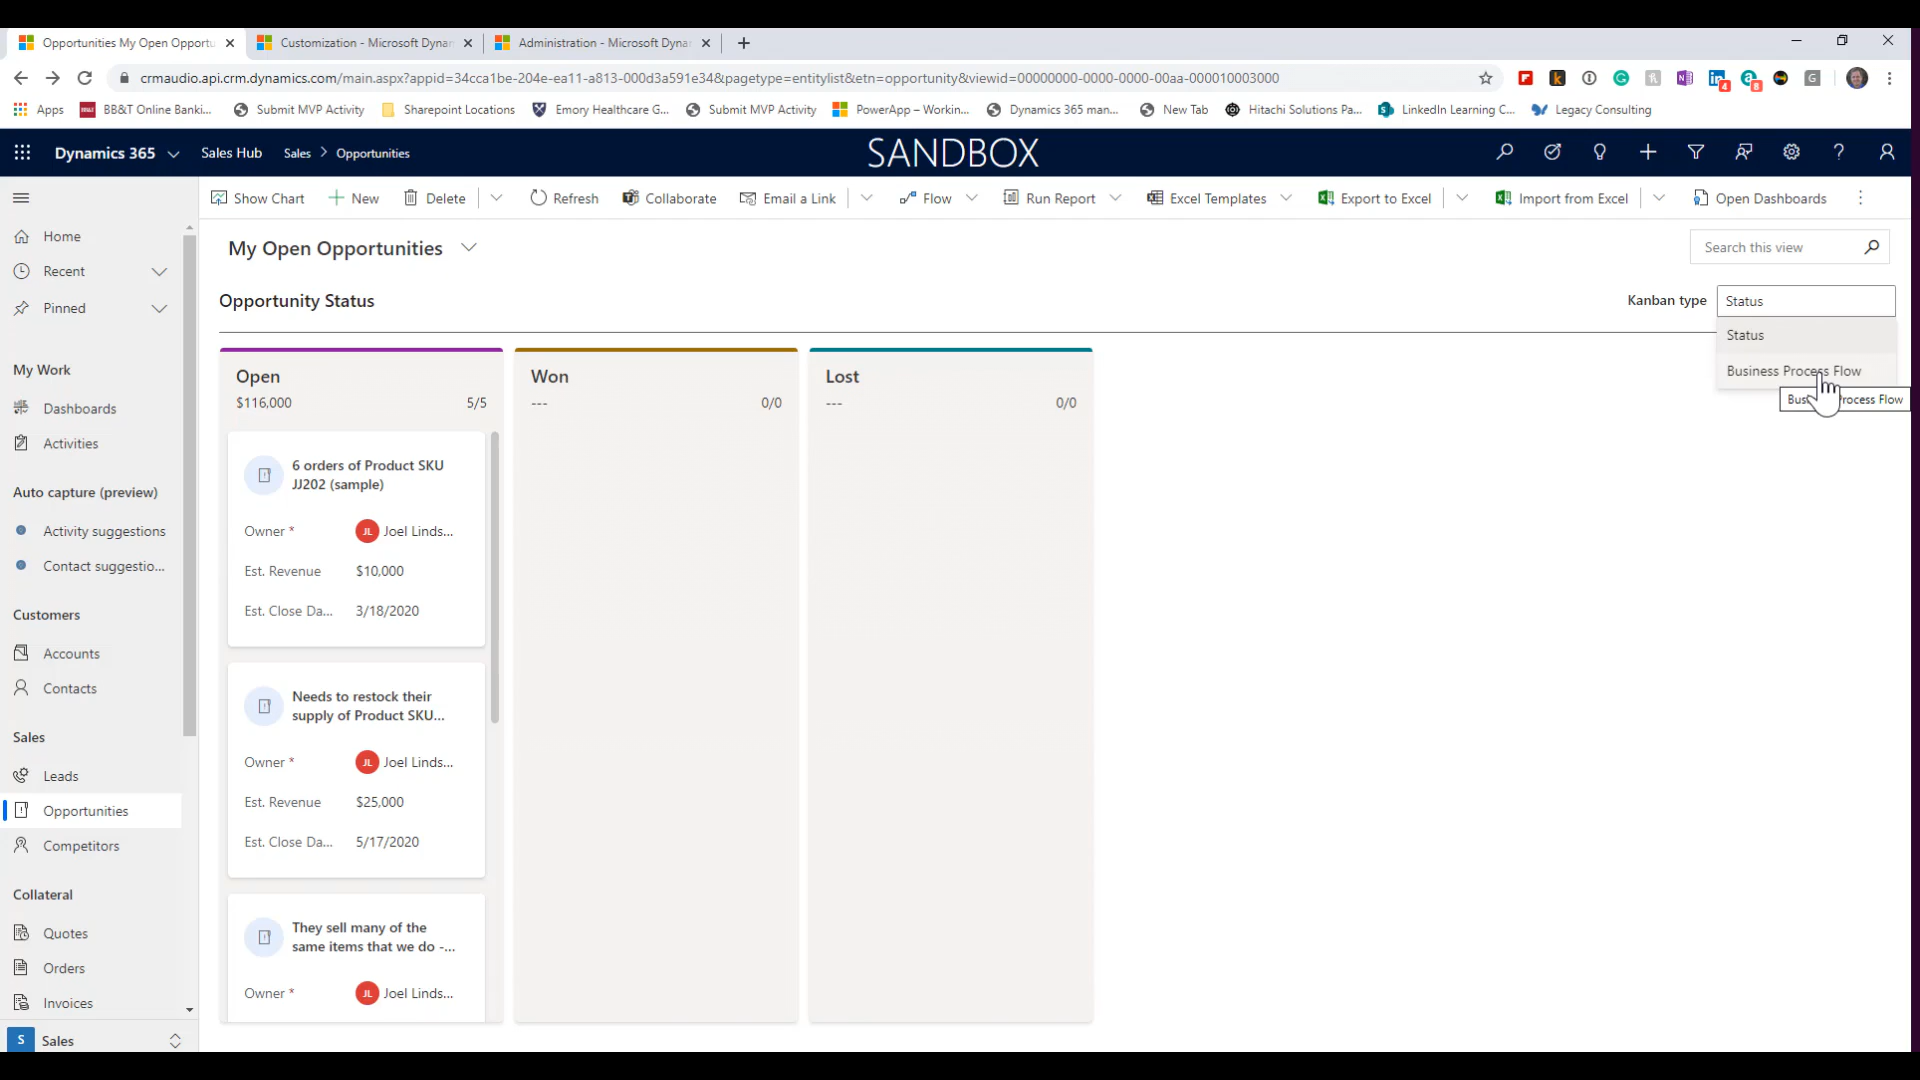 Opportunities My Open Opportu
Customization - Microsoft Dynar
Administration - Microsoft Dyna
crmaudio.api.crm.dynamics.com/main.aspx?appid=34cca1be-204e-ea11-a813-000d3a591e34&pagetype=entitylist&etn=opportunity&viewid=00000000-0000-0000-00aa-000010003000
4
8
Apps
BB&T Online Banki...
Submit MVP Activity
Sharepoint Locations
Emory Healthcare G...
Submit MVP Activity
PowerApp – Workin...
Dynamics 365 man...
New Tab
Hitachi Solutions Pa...
LinkedIn Learning C...
Legacy Consulting
Dynamics 365
Sales Hub
Sales > Opportunities
SANDBOX
Show Chart
New
Delete
Refresh
Collaborate
Email a Link
Flow
Run Report
Excel Templates
Export to Excel
Import from Excel
Open Dashboards
Home
Recent
Pinned
My Work
Dashboards
Activities
Auto capture (preview)
Activity suggestions
Contact suggestio...
Customers
Accounts
Contacts
Sales
Leads
Opportunities
Competitors
Collateral
Quotes
Orders
Invoices
S Sales
My Open Opportunities
Search this view
Opportunity Status
Kanban type
Status
Status
Business Process Flow
Open
$116,000 5/5
6 orders of Product SKU
JJ202 (sample)
Owner * JL Joel Linds...
Est. Revenue $10,000
Est. Close Da... 3/18/2020
Needs to restock their
supply of Product SKU...
Owner * JL Joel Linds...
Est. Revenue $25,000
Est. Close Da... 5/17/2020
They sell many of the
same items that we do -...
Owner * JL Joel Linds...
Won
--- 0/0
Lost
--- 0/0